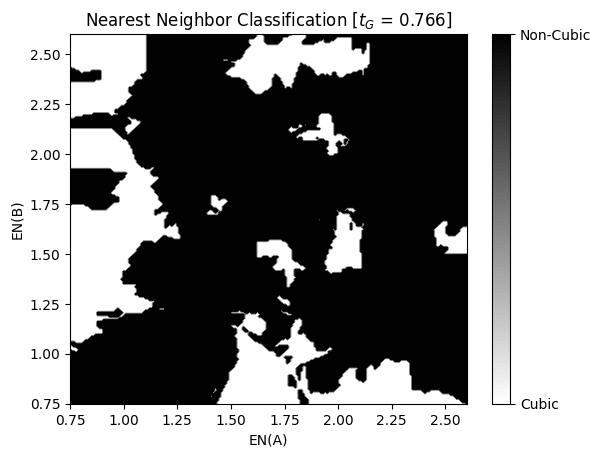 Nearest Neighbor Classification [$t_G$ = 0.766]
Non-Cubic
2.50
2.25
2.00
1.75
1.50
1.25
1.00
0.75
EN(B)
Cubic
0.75 1.00 1.25 1.50 1.75 2.00 2.25 2.50
EN(A)